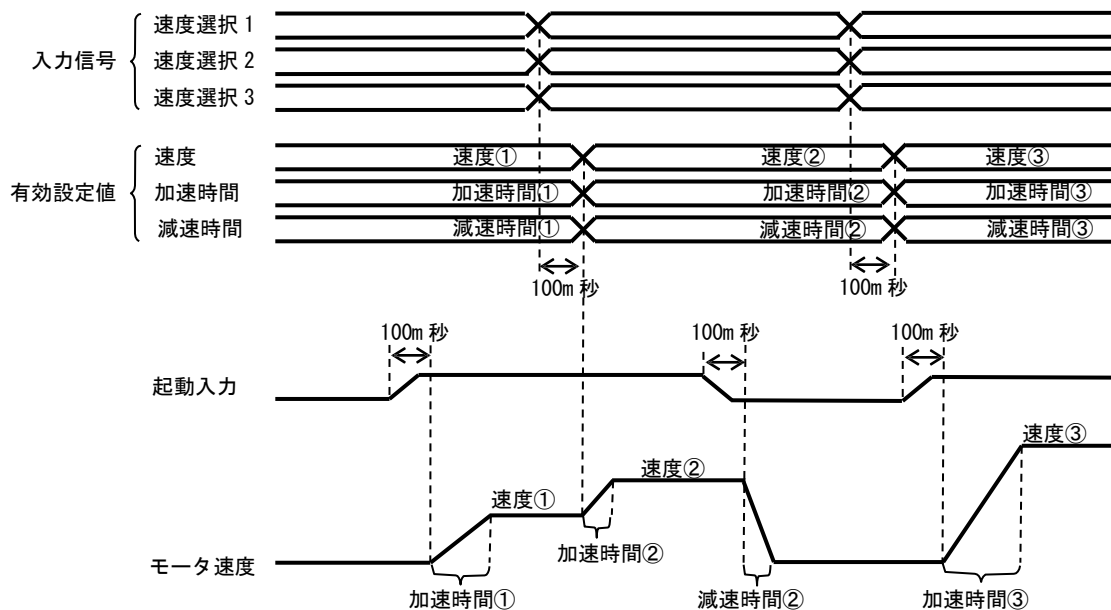 入力信号
速度選択 1
速度選択 2
速度選択 3
有効設定値
速度 速度① 速度② 速度③
加速時間 加速時間① 加速時間② 加速時間③
減速時間 減速時間① 減速時間② 減速時間③
100m 秒 100m 秒
100m 秒 100m 秒 100m 秒
起動入力
速度③
速度②
速度①
加速時間②
モータ速度
加速時間① 減速時間② 加速時間③